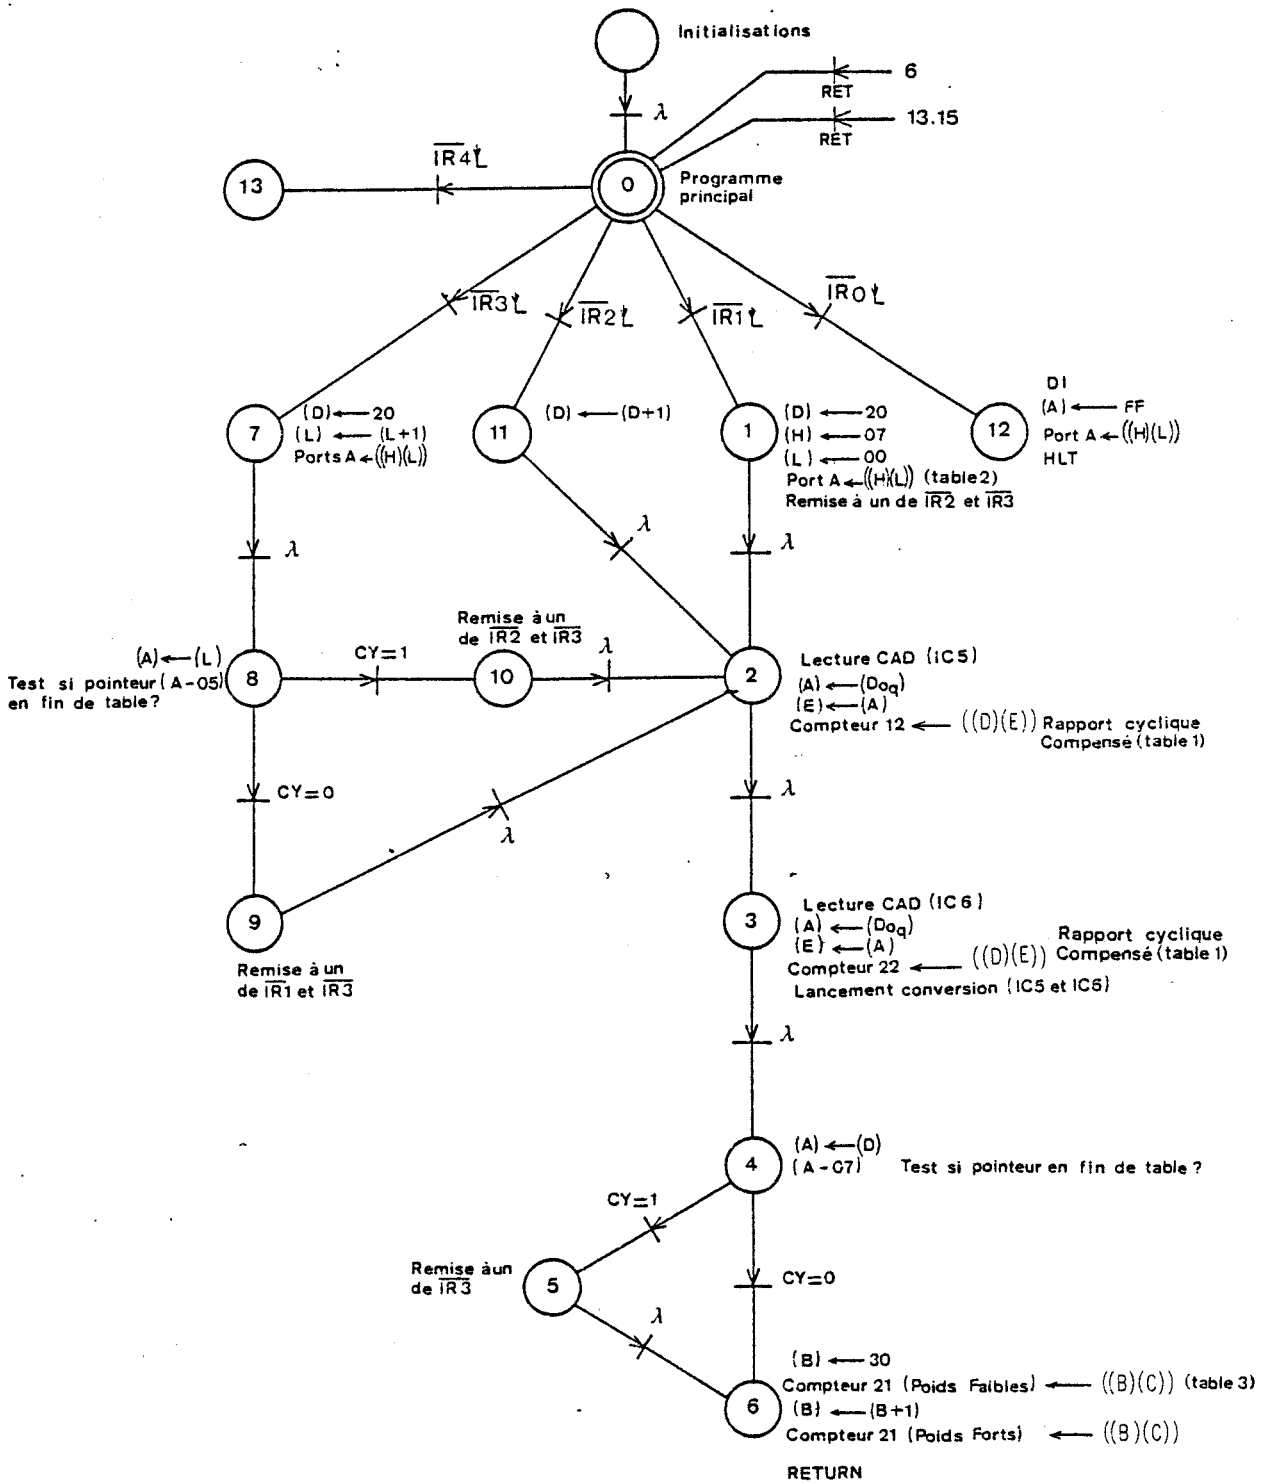 Initialisations
6
RET
λ
13.15
RET
IR4
13
0
Programme
principal
IR3
IR2
IR1
IR0
7
(D)←20
(L) ← (L+1)
Ports A←((H)(L))
11
(D) ← (D+1)
1
(D) ← 20
(H) ← 07
(L) ← 00
Port A←((H)(L)) (table2)
Remise à un de IR2 et IR3
12
DI
(A) ← FF
Port A←((H)(L))
HLT
λ
λ
λ
(A)←(L)
Test si pointeur (A-05)
en fin de table?
8
CY=1
Remise à un
de IR2 et IR3
10
λ
2
Lecture CAD (IC5)
(A) ←(Doq)
(E)←(A)
Compteur 12 ← ((D)(E)) Rapport cyclique
Compensé (table 1)
CY=0
λ
λ
9
Remise à un
de IR1 et IR3
3
Lecture CAD (IC6)
(A) ←(Doq)
(E) ←(A)
Compteur 22 ← ((D)(E)) Rapport cyclique
Compensé (table 1)
Lancement conversion (IC5 et IC6)
λ
4
(A) ←(D)
(A-07) Test si pointeur en fin de table ?
CY=1
CY=0
Remise à un
de IR3
5
λ
6
(B) ← 30
Compteur 21 (Poids Faibles) ← ((B)(C)) (table 3)
(B) ← (B+1)
Compteur 21 (Poids Forts) ← ((B)(C))
RETURN